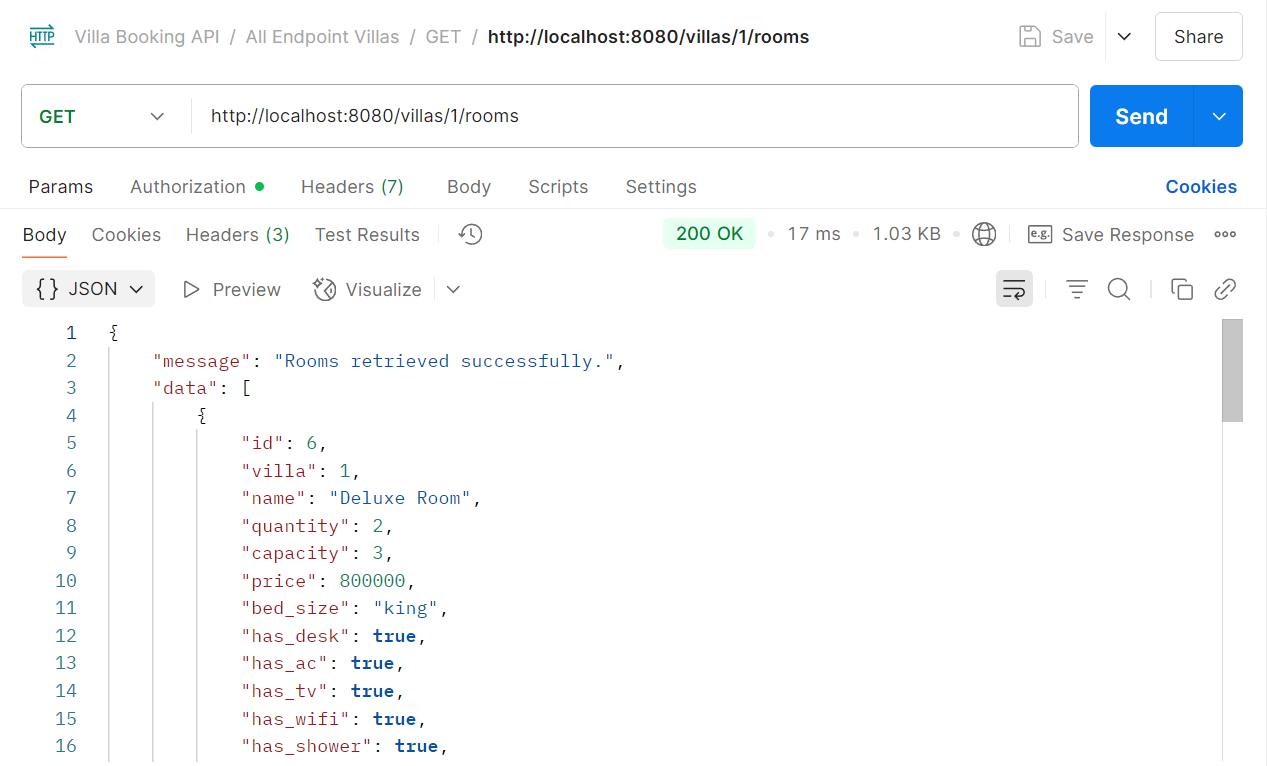 HTTP Villa Booking API / All Endpoint Villas / GET / http://localhost:8080/villas/1/rooms Save Share
GET http://localhost:8080/villas/1/rooms Send
Params Authorization Headers (7) Body Scripts Settings Cookies
Body Cookies Headers (3) Test Results 200 OK 17 ms 1.03 KB e.g. Save Response
{} JSON Preview Visualize
1 {
2 "message": "Rooms retrieved successfully.",
3 "data": [
4 {
5 "id": 6,
6 "villa": 1,
7 "name": "Deluxe Room",
8 "quantity": 2,
9 "capacity": 3,
10 "price": 800000,
11 "bed_size": "king",
12 "has_desk": true,
13 "has_ac": true,
14 "has_tv": true,
15 "has_wifi": true,
16 "has_shower": true,